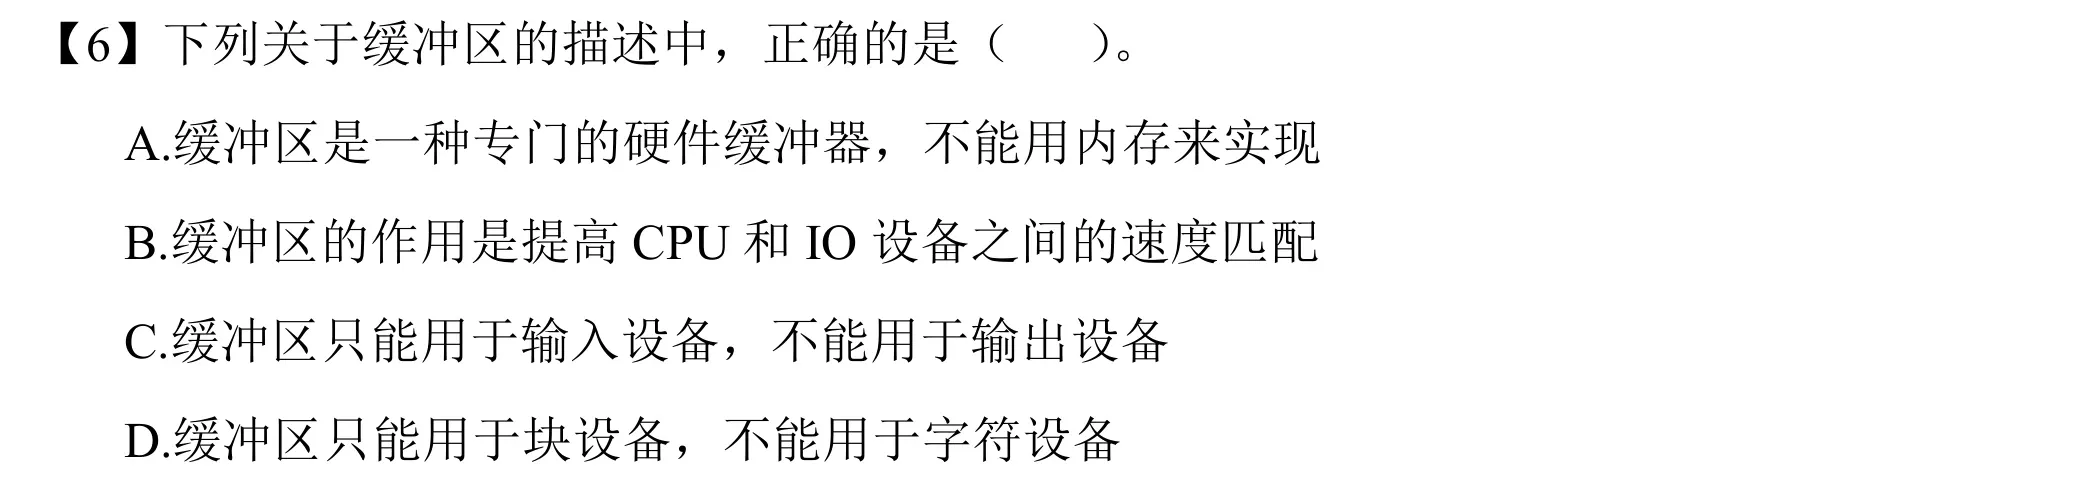 【6】下列关于缓冲区的描述中，正确的是（　　）。
A.缓冲区是一种专门的硬件缓冲器，不能用内存来实现
B.缓冲区的作用是提高 CPU 和 IO 设备之间的速度匹配
C.缓冲区只能用于输入设备，不能用于输出设备
D.缓冲区只能用于块设备，不能用于字符设备